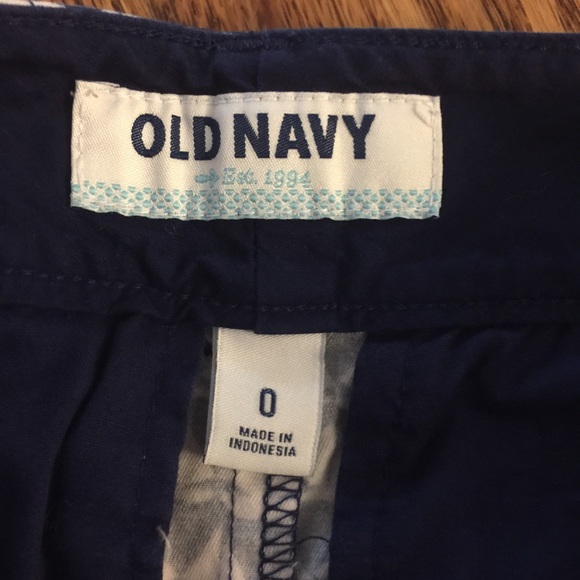 OLD NAVY
Est. 1994
0
MADE IN
INDONESIA